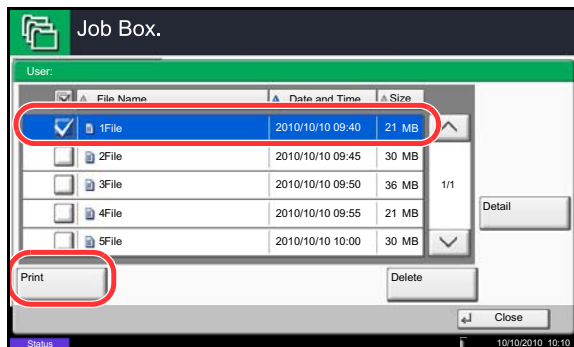 Job Box.
User:
File Name Date and Time Size
1File 2010/10/10 09:40 21 MB
2File 2010/10/10 09:45 30 MB
3File 2010/10/10 09:50 36 MB 1/1
4File 2010/10/10 09:55 21 MB Detail
5File 2010/10/10 10:00 30 MB
Print Delete
Close
Status 10/10/2010 10:10